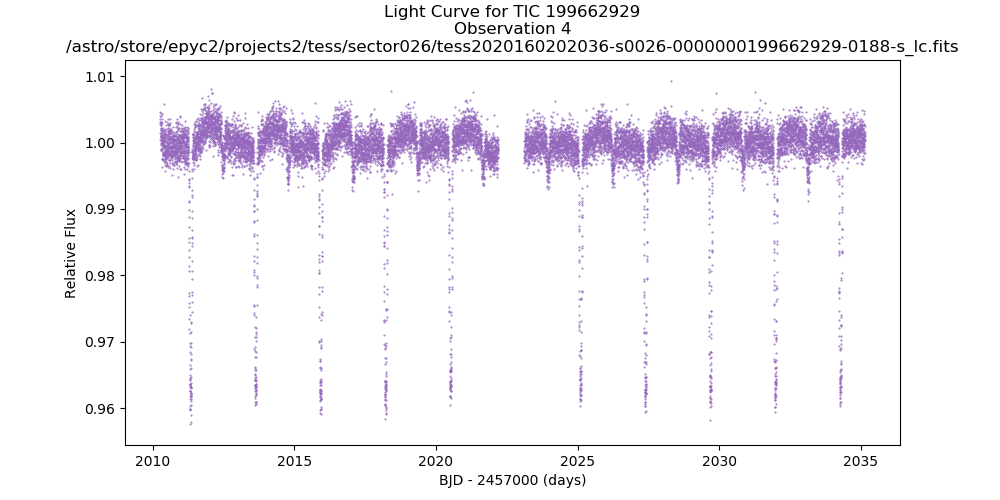 Light Curve for TIC 199662929
Observation 4
/astro/store/epyc2/projects2/tess/sector026/tess2020160202036-s0026-0000000199662929-0188-s_lc.fits
1.01
1.00
0.99
0.98
0.97
0.96
Relative Flux
2010 2015 2020 2025 2030 2035
BJD - 2457000 (days)